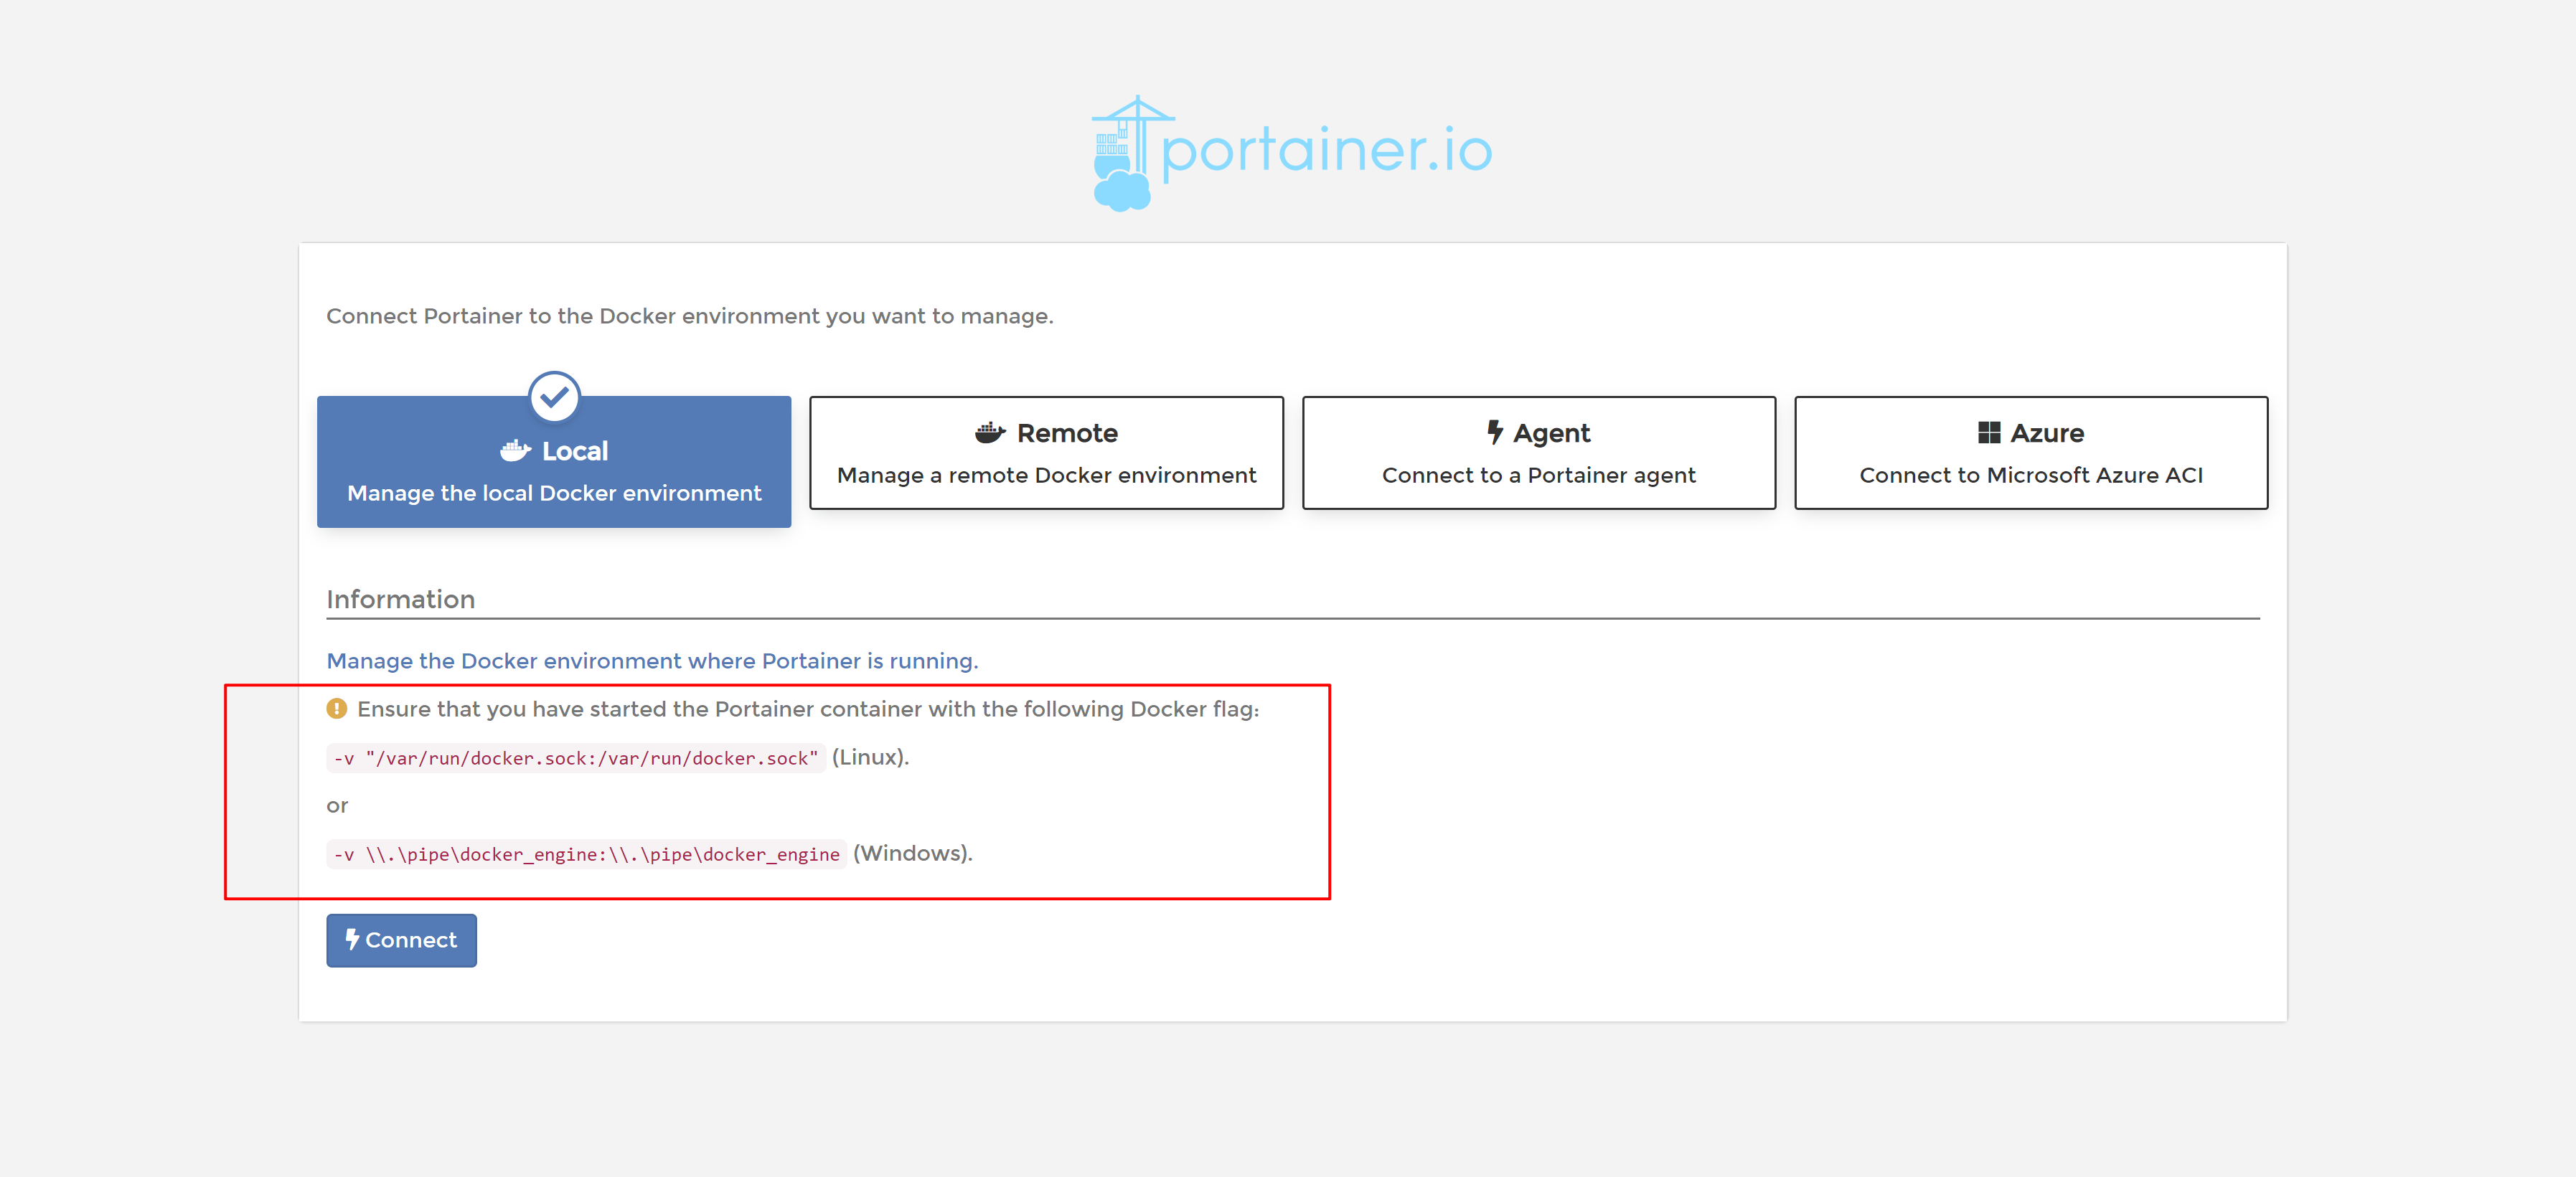 portainer.io
Connect Portainer to the Docker environment you want to manage.
Local
Manage the local Docker environment
Remote
Manage a remote Docker environment
Agent
Connect to a Portainer agent
Azure
Connect to Microsoft Azure ACI
Information
Manage the Docker environment where Portainer is running.
Ensure that you have started the Portainer container with the following Docker flag:
-v "/var/run/docker.sock:/var/run/docker.sock" (Linux).
or
-v \\.\pipe\docker_engine:\\.\pipe\docker_engine (Windows).
Connect